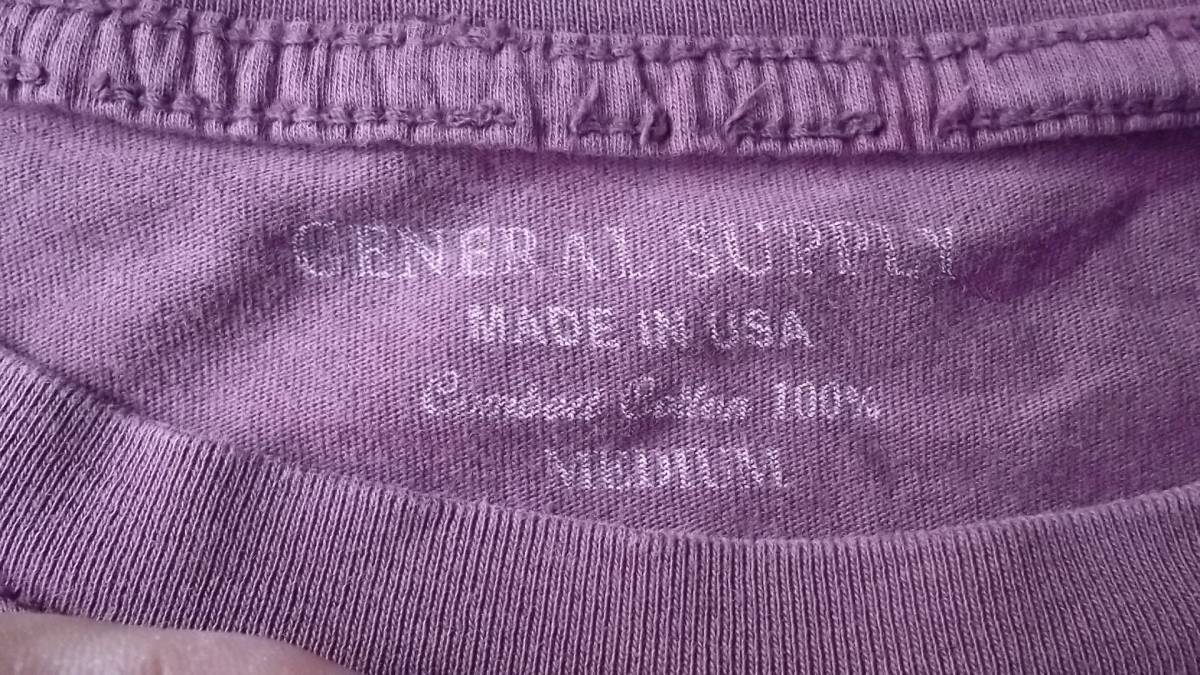 GENERAL SUPPLY
MADE IN USA
Combed Cotton 100%
MEDIUM